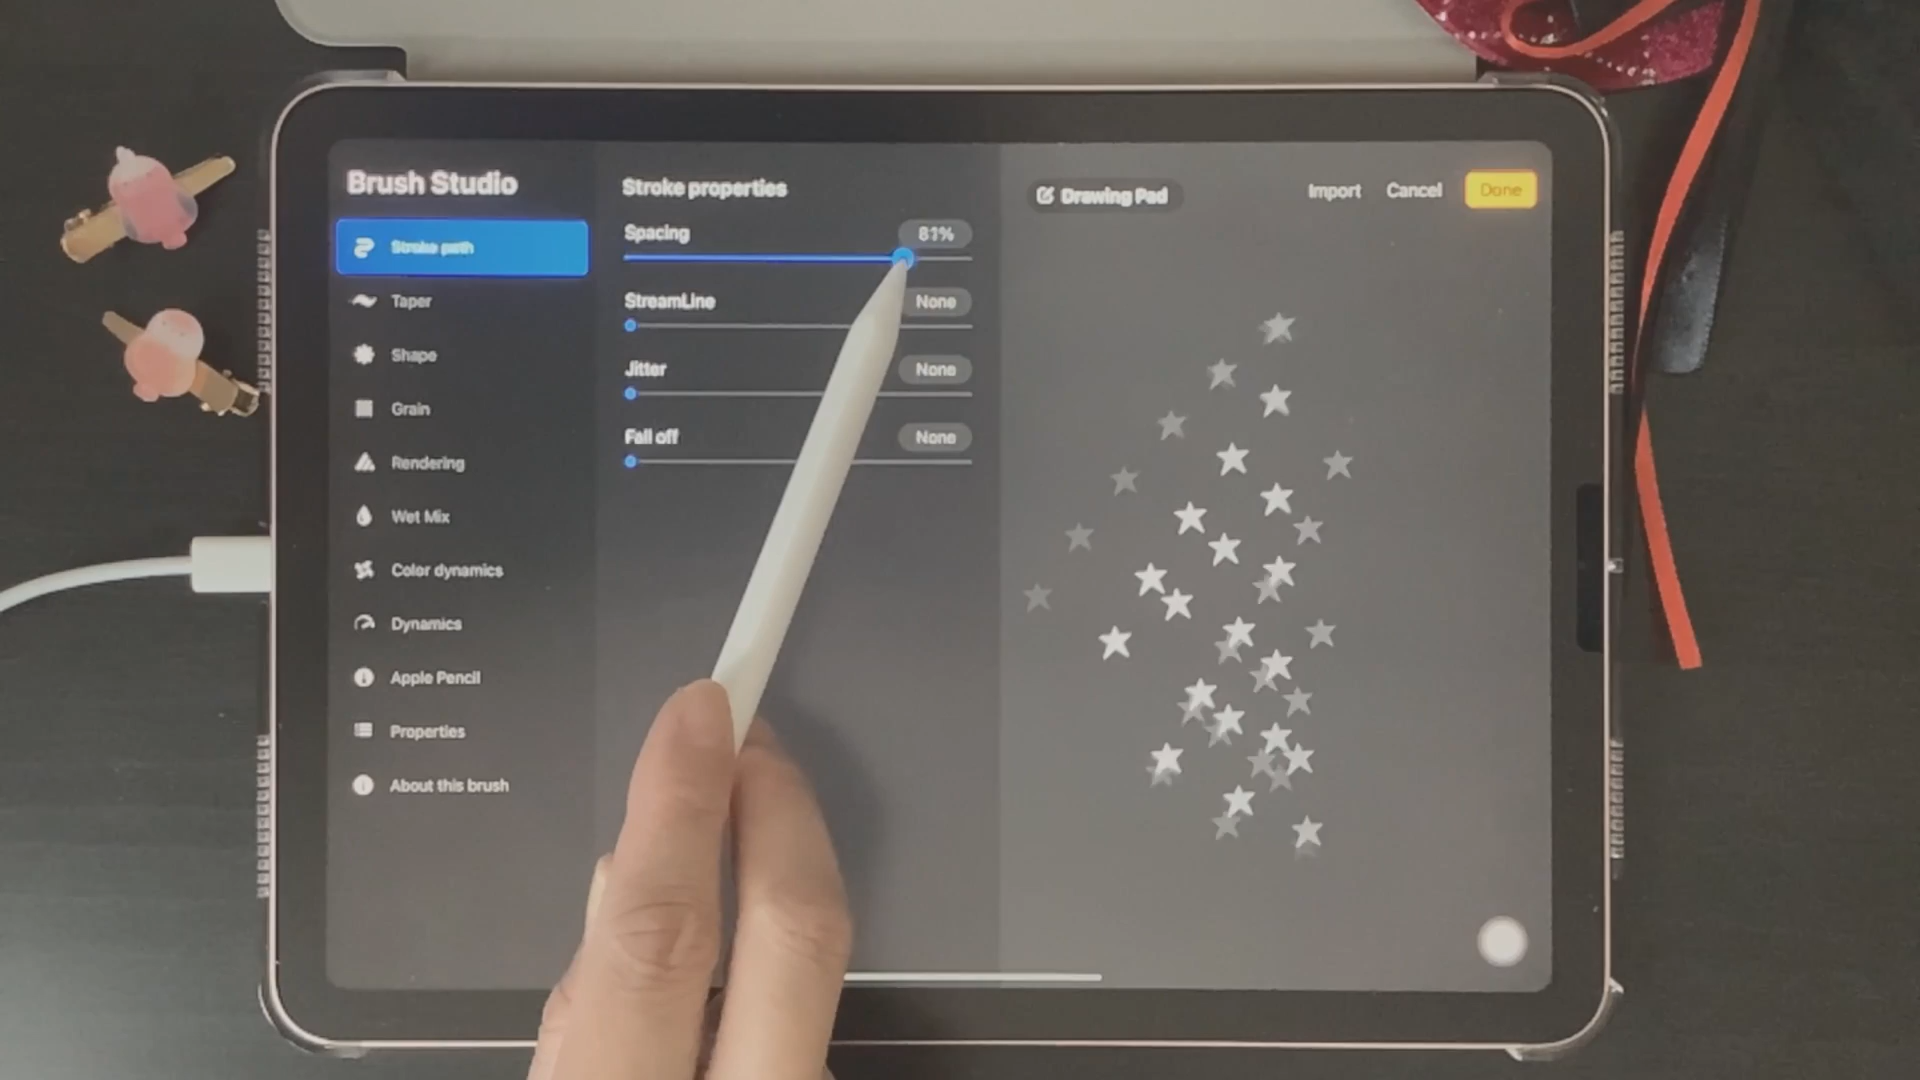 Brush Studio
Stroke path
Taper
Shape
Grain
Rendering
Wet Mix
Color dynamics
Dynamics
Apple Pencil
Properties
About this brush
Stroke properties
Spacing 81%
StreamLine None
Jitter None
Fall off None
Drawing Pad
Import Cancel Done